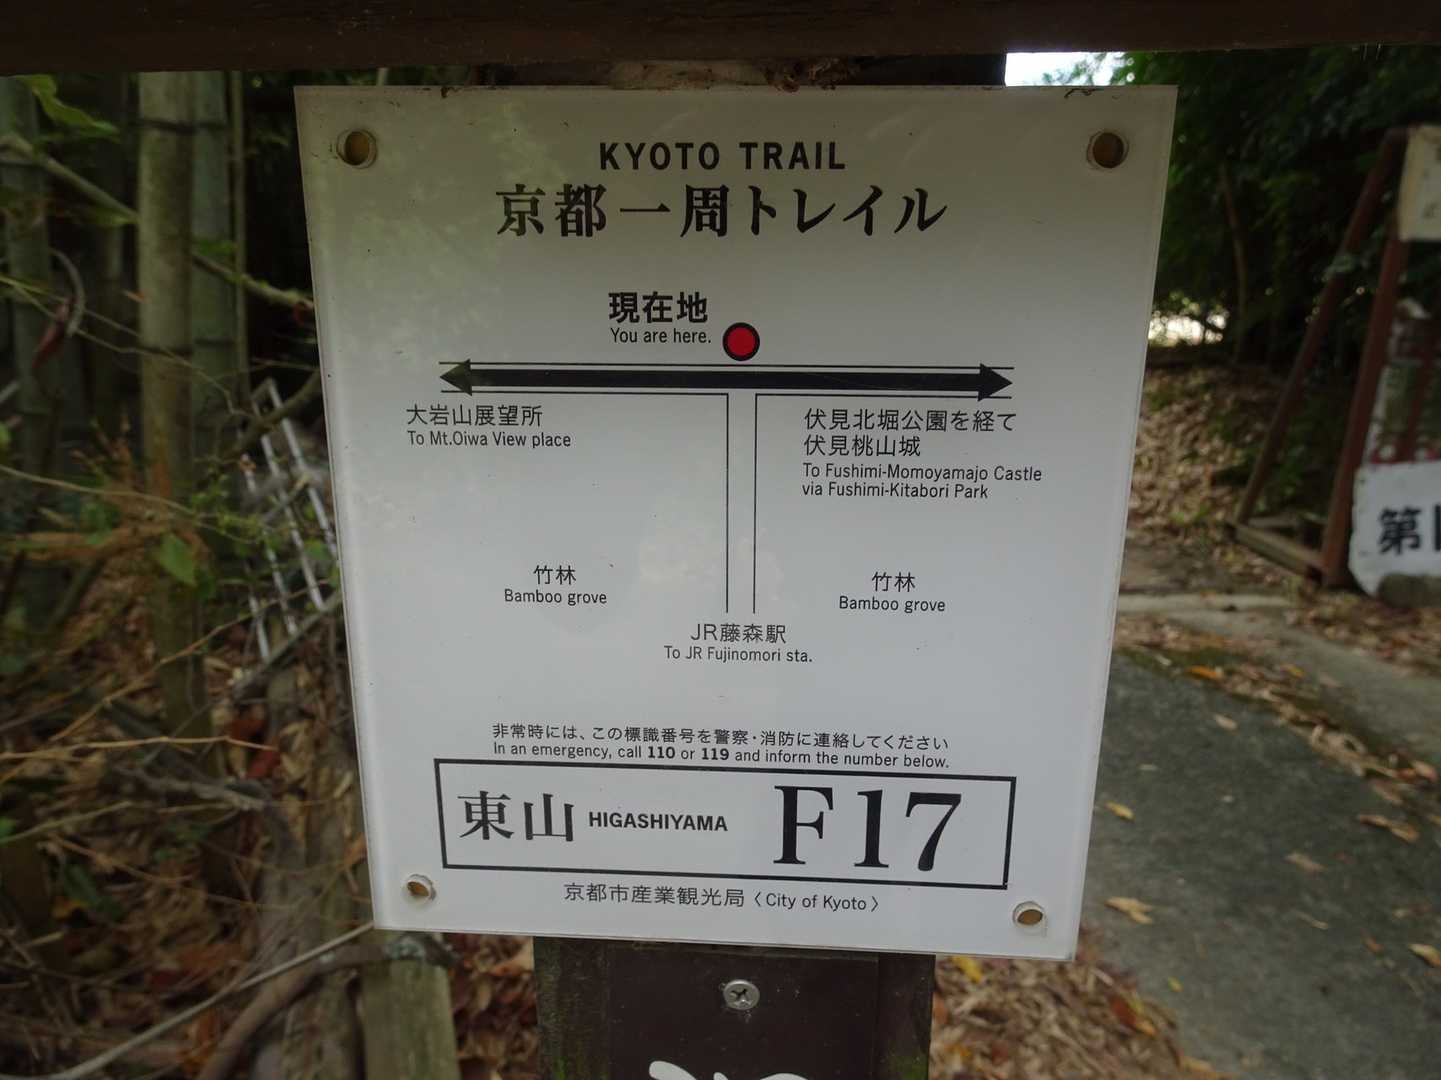 KYOTO TRAIL
京都一周トレイル
現在地
You are here.
大岩山展望所
To Mt.Oiwa View place
伏見北堀公園を経て
伏見桃山城
To Fushimi-Momoyamajo Castle
via Fushimi-Kitabori Park
竹林
Bamboo grove
竹林
Bamboo grove
JR藤森駅
To JR Fujinomori sta.
非常時には、この標識番号を警察・消防に連絡してください
In an emergency, call 110 or 119 and inform the number below.
東山 HIGASHIYAMA F17
京都市産業観光局〈City of Kyoto〉
第